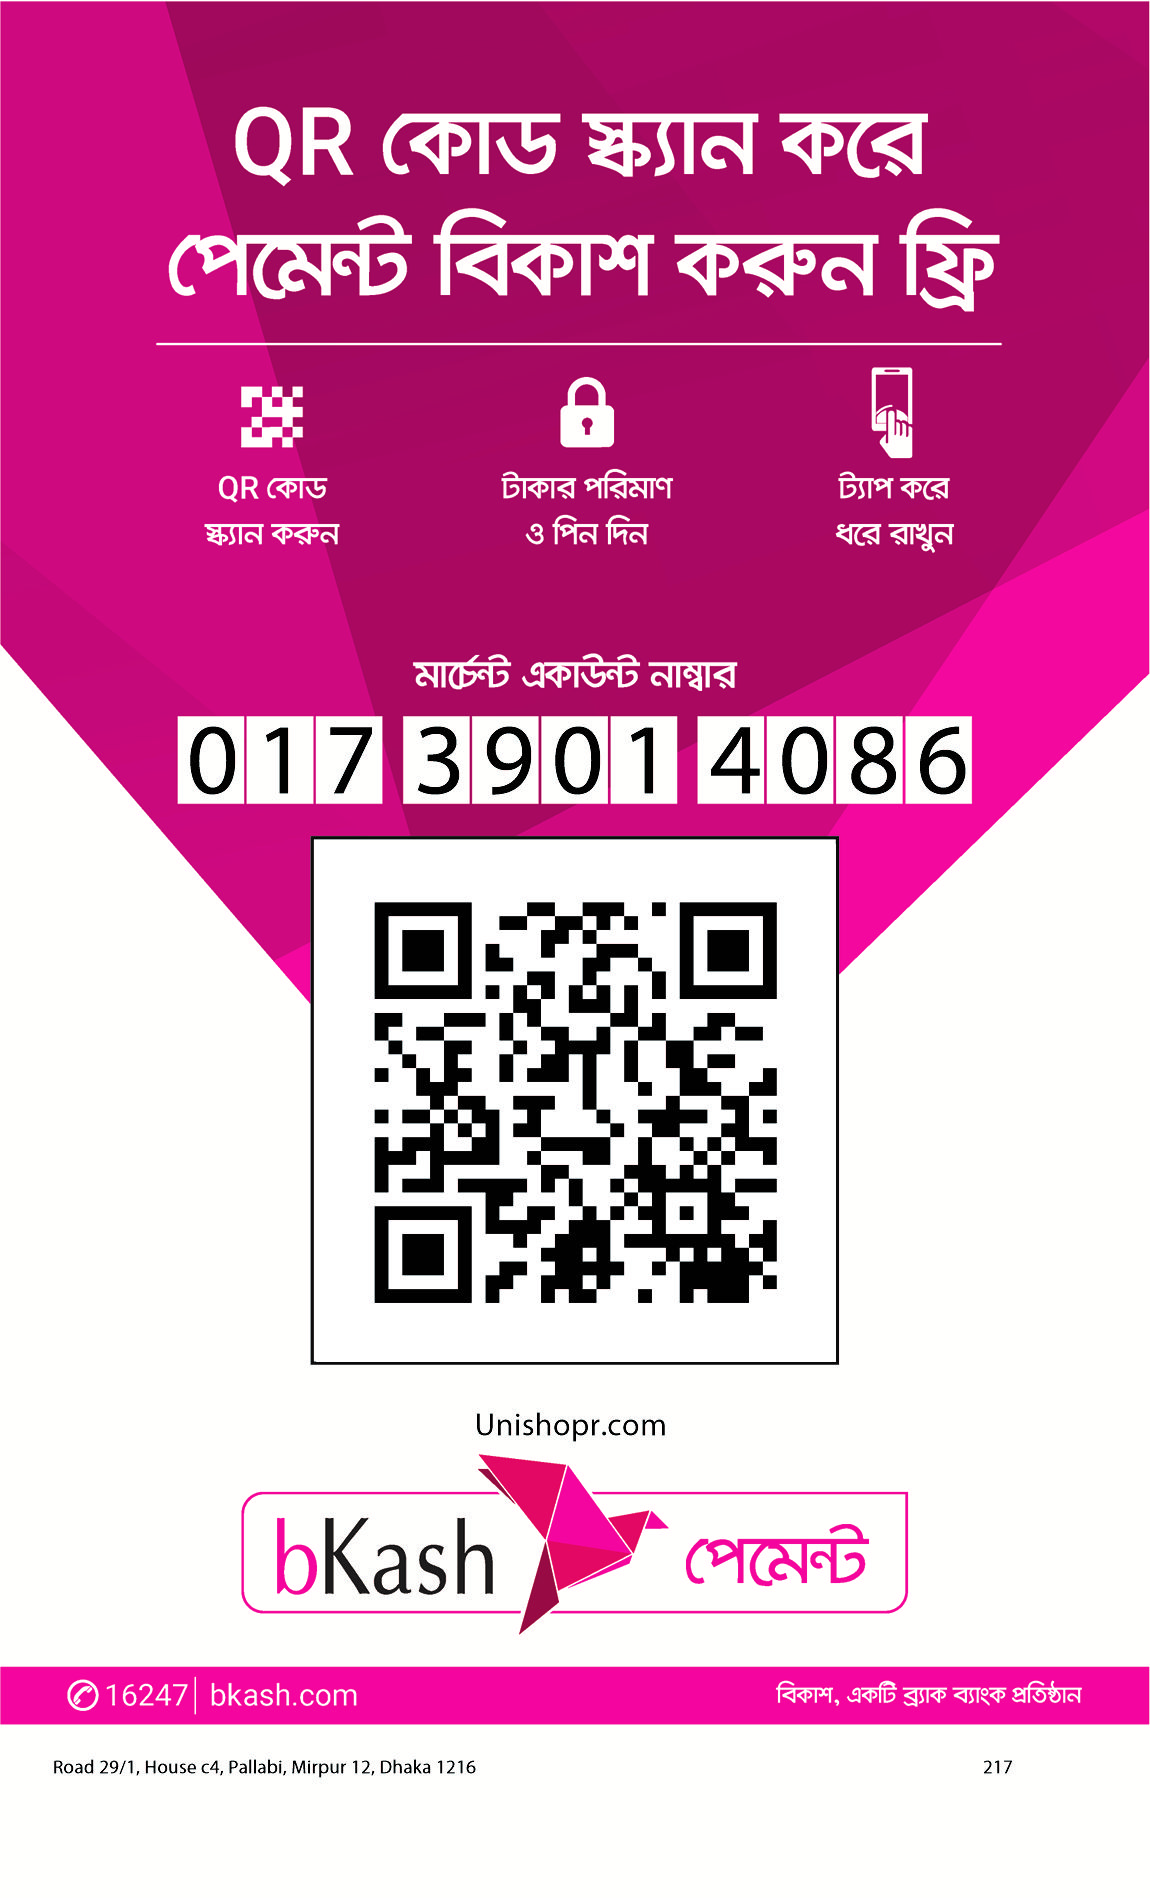 QR কোড স্ক্যান করে
পেমেন্ট বিকাশ করুন ফ্রি
QR কোড
স্ক্যান করুন
টাকার পরিমাণ
ও পিন দিন
ট্যাপ করে
ধরে রাখুন
মার্চেন্ট একাউন্ট নাম্বার
017 3901 4086
Unishopr.com
bKash পেমেন্ট
16247 | bkash.com
বিকাশ, একটি ব্র্যাক ব্যাংক প্রতিষ্ঠান
Road 29/1, House c4, Pallabi, Mirpur 12, Dhaka 1216
217